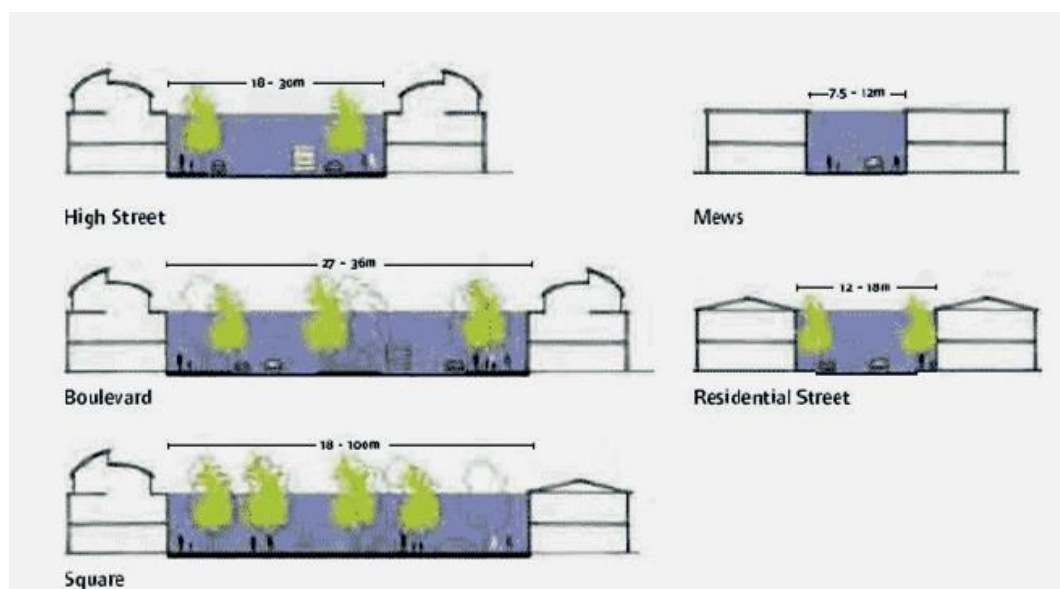 18 - 30m
High Street
7.5 - 12m
Mews
27 - 36m
Boulevard
12 - 18m
Residential Street
18 - 100m
Square